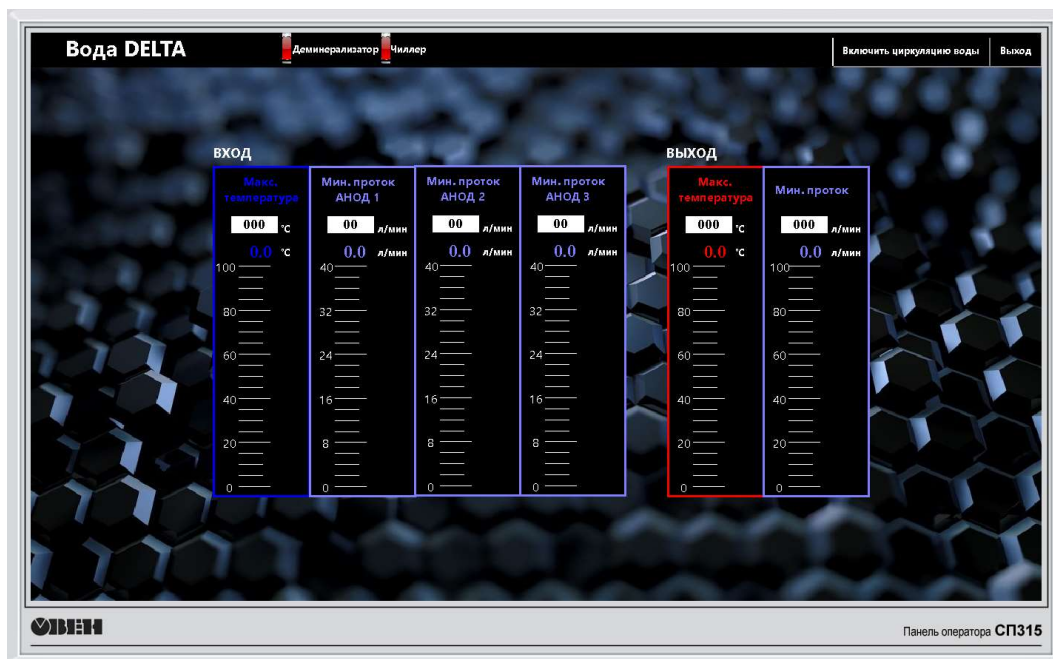 Вода DELTA
Деминерализатор
Чиллер
Включить циркуляцию воды
Выход
ВХОД
Макс.
температура
000 °C
0.0 °C
100
80
60
40
20
0
Мин. проток
АНОД 1
00 л/мин
0.0 л/мин
40
32
24
16
8
0
Мин. проток
АНОД 2
00 л/мин
0.0 л/мин
40
32
24
16
8
0
Мин. проток
АНОД 3
00 л/мин
0.0 л/мин
40
32
24
16
8
0
ВЫХОД
Макс.
температура
000 °C
0.0 °C
100
80
60
40
20
0
Мин. проток
000 л/мин
0.0 л/мин
100
80
60
40
20
0
ОВЕН
Панель оператора СП315